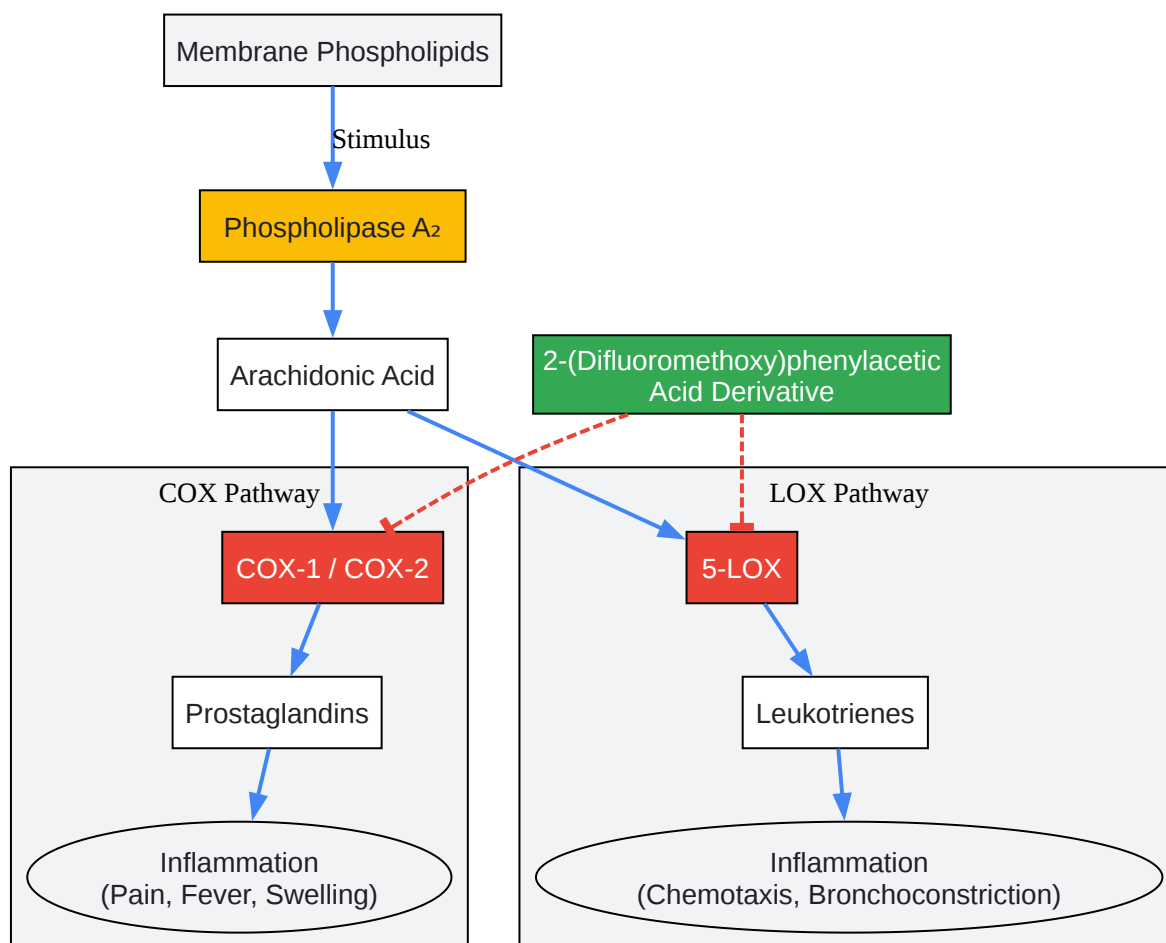 Membrane Phospholipids
Stimulus
Phospholipase A₂
Arachidonic Acid
2-(Difluoromethoxy)phenylacetic
Acid Derivative
COX Pathway
LOX Pathway
COX-1 / COX-2
5-LOX
Prostaglandins
Leukotrienes
Inflammation
(Pain, Fever, Swelling)
Inflammation
(Chemotaxis, Bronchoconstriction)